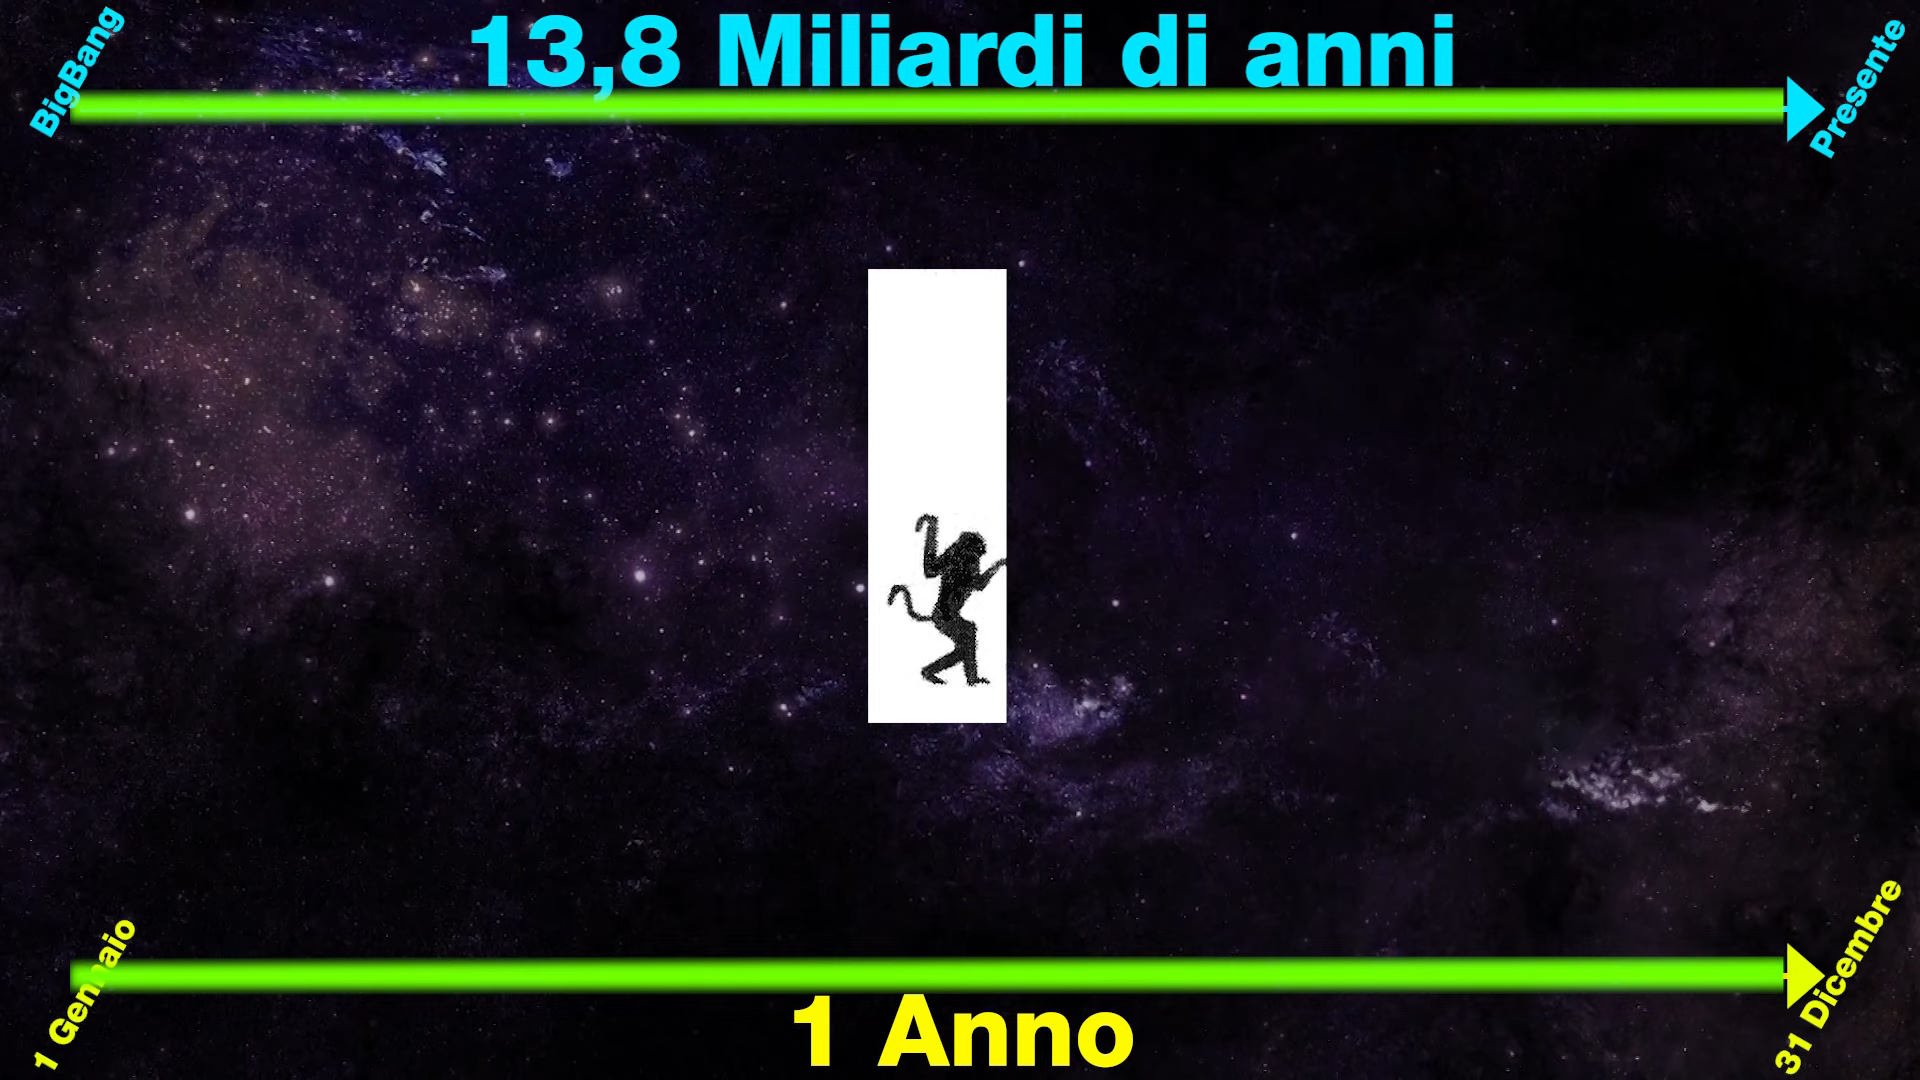 BigBang
13,8 Miliardi di anni
Presente
1 Gennaio
1 Anno
31 Dicembre